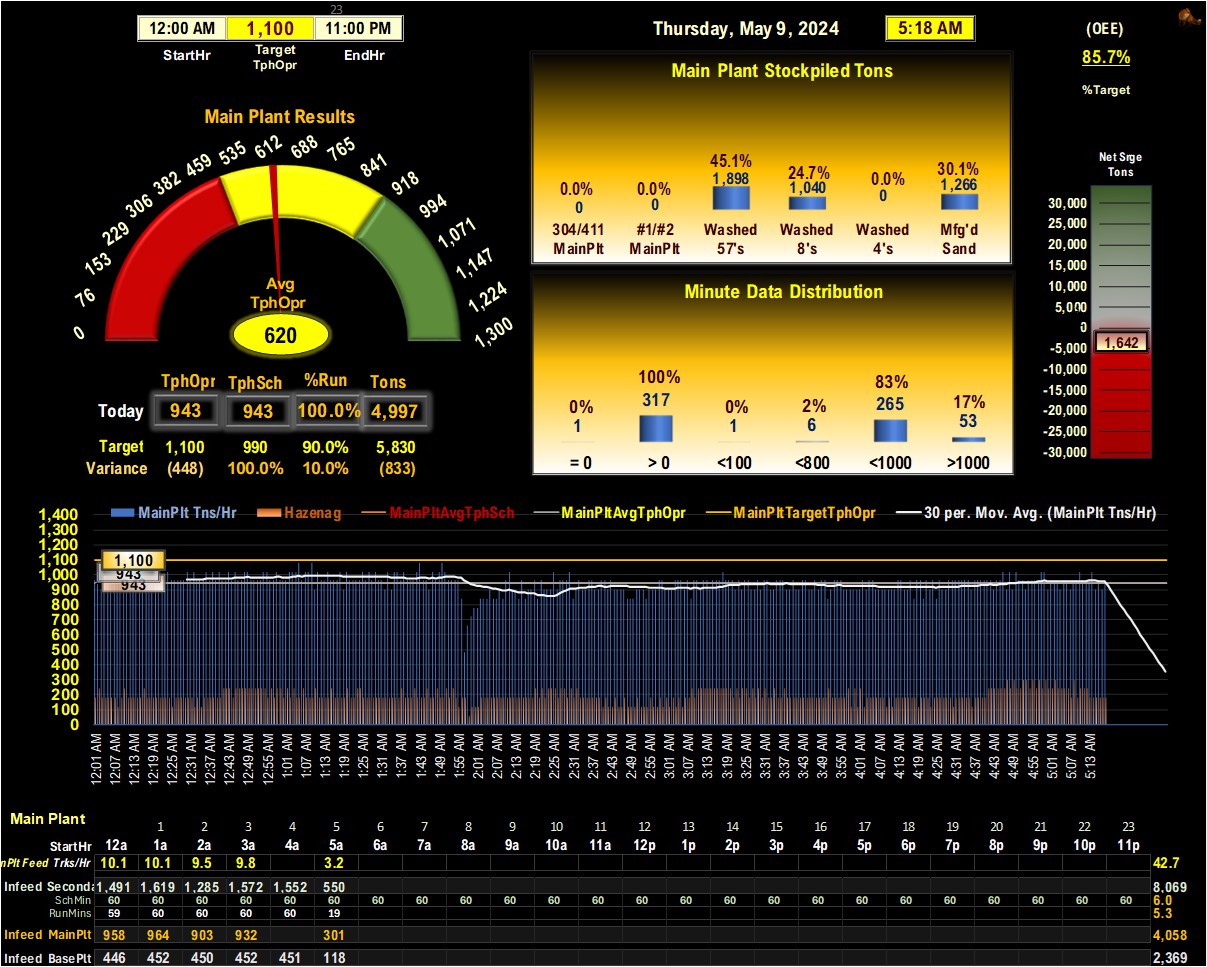 23
12:00 AM 1,100 11:00 PM
StartHr Target TphOpr EndHr
Thursday, May 9, 2024 5:18 AM
(OEE)
85.7%
%Target
Main Plant Results
0 76 153 229 306 382 459 535 612 688 765 841 918 994 1,071 1,147 1,224 1,300
Avg
TphOpr
620
TphOpr TphSch %Run Tons
Today 943 943 100.0% 4,997
Target 1,100 990 90.0% 5,830
Variance (448) 100.0% 10.0% (833)
Main Plant Stockpiled Tons
0.0% 0.0% 45.1% 24.7% 0.0% 30.1%
0 0 1,898 1,040 0 1,266
304/411 #1/#2 Washed Washed Washed Mfg'd
MainPlt MainPlt 57's 8's 4's Sand
Minute Data Distribution
0% 100% 0% 2% 83% 17%
1 317 1 6 265 53
= 0 > 0 <100 <800 <1000 >1000
Net Srge
Tons
30,000
25,000
20,000
15,000
10,000
5,000
0
1,642
-5,000
-10,000
-15,000
-20,000
-25,000
-30,000
MainPlt Tns/Hr Hazenag MainPltAvgTphSch MainPltAvgTphOpr MainPltTargetTphOpr 30 per. Mov. Avg. (MainPlt Tns/Hr)
1,400
1,300
1,200
1,100
1,000
900
800
700
600
500
400
300
200
100
0
1,100
943
943
12:01 AM 12:07 AM 12:13 AM 12:19 AM 12:25 AM 12:31 AM 12:37 AM 12:43 AM 12:49 AM 12:55 AM 1:01 AM 1:07 AM 1:13 AM 1:19 AM 1:25 AM 1:31 AM 1:37 AM 1:43 AM 1:49 AM 1:55 AM 2:01 AM 2:07 AM 2:13 AM 2:19 AM 2:25 AM 2:31 AM 2:37 AM 2:43 AM 2:49 AM 2:55 AM 3:01 AM 3:07 AM 3:13 AM 3:19 AM 3:25 AM 3:31 AM 3:37 AM 3:43 AM 3:49 AM 3:55 AM 4:01 AM 4:07 AM 4:13 AM 4:19 AM 4:25 AM 4:31 AM 4:37 AM 4:43 AM 4:49 AM 4:55 AM 5:01 AM 5:07 AM 5:13 AM
Main Plant
1 2 3 4 5 6 7 8 9 10 11 12 13 14 15 16 17 18 19 20 21 22 23
StartHr 12a 1a 2a 3a 4a 5a 6a 7a 8a 9a 10a 11a 12p 1p 2p 3p 4p 5p 6p 7p 8p 9p 10p 11p
nPlt Feed Trks/Hr 10.1 10.1 9.5 9.8 3.2 42.7
Infeed Seconda 1,491 1,619 1,285 1,572 1,552 550 8,069
SchMin 60 60 60 60 60 60 60 60 60 60 60 60 60 60 60 60 60 60 60 60 60 60 60 60 6.0
RunMins 59 60 60 60 60 19 5.3
Infeed MainPlt 958 964 903 932 301 4,058
Infeed BasePlt 446 452 450 452 451 118 2,369